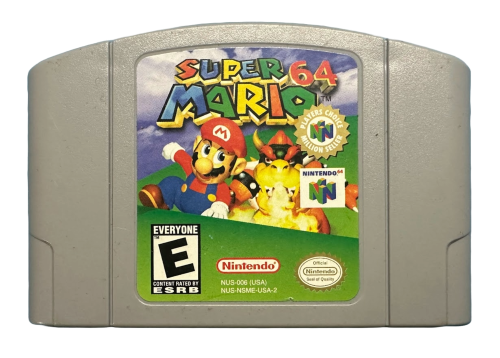 SUPER
MARIO 64
TM
PLAYERS CHOICE
N
MILLION SELLER
M
NINTENDO 64
N
EVERYONE
E
CONTENT RATED BY
ESRB
Nintendo
NUS-006 (USA)
NUS-NSME-USA-2
Official
Nintendo
Seal of Quality